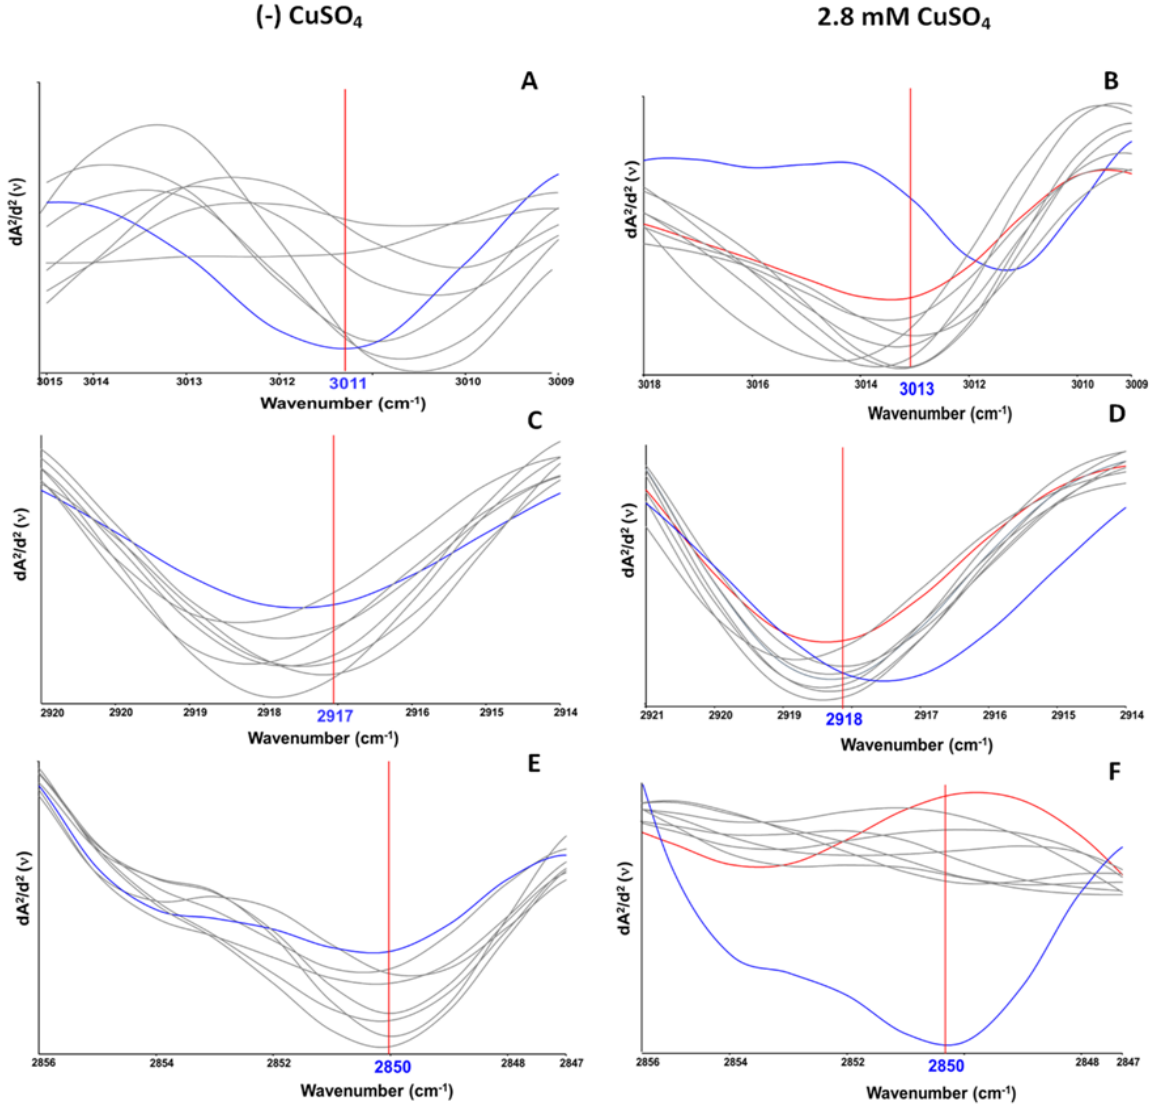 (-) CuSO₄
2.8 mM CuSO₄
A
dA²/d² (ν)
3015 3014 3013 3012 3011 3010 3009
Wavenumber (cm⁻¹)
B
dA²/d² (ν)
3018 3016 3014 3013 3012 3010 3009
Wavenumber (cm⁻¹)
C
dA²/d² (ν)
2920 2920 2919 2918 2917 2916 2915 2914
Wavenumber (cm⁻¹)
D
dA²/d² (ν)
2921 2920 2919 2918 2917 2916 2915 2914
Wavenumber (cm⁻¹)
E
dA²/d² (ν)
2856 2854 2852 2850 2848 2847
Wavenumber (cm⁻¹)
F
dA²/d² (ν)
2856 2854 2852 2850 2848 2847
Wavenumber (cm⁻¹)